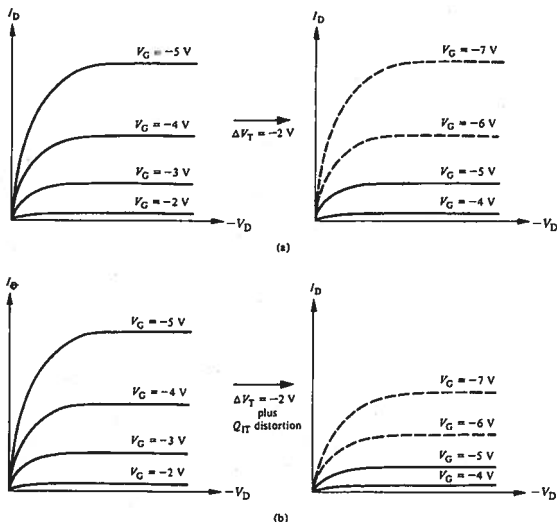 I_D
V_G = −5 V
V_G = −4 V
V_G = −3 V
V_G = −2 V
−V_D
ΔV_T = −2 V
I_D
V_G = −7 V
V_G = −6 V
V_G = −5 V
V_G = −4 V
−V_D
(a)
V_G = −5 V
V_G = −4 V
V_G = −3 V
V_G = −2 V
−V_D
ΔV_T = −2 V
plus
Q_IT distortion
I_D
V_G = −7 V
V_G = −6 V
V_G = −5 V
V_G = −4 V
−V_D
(b)